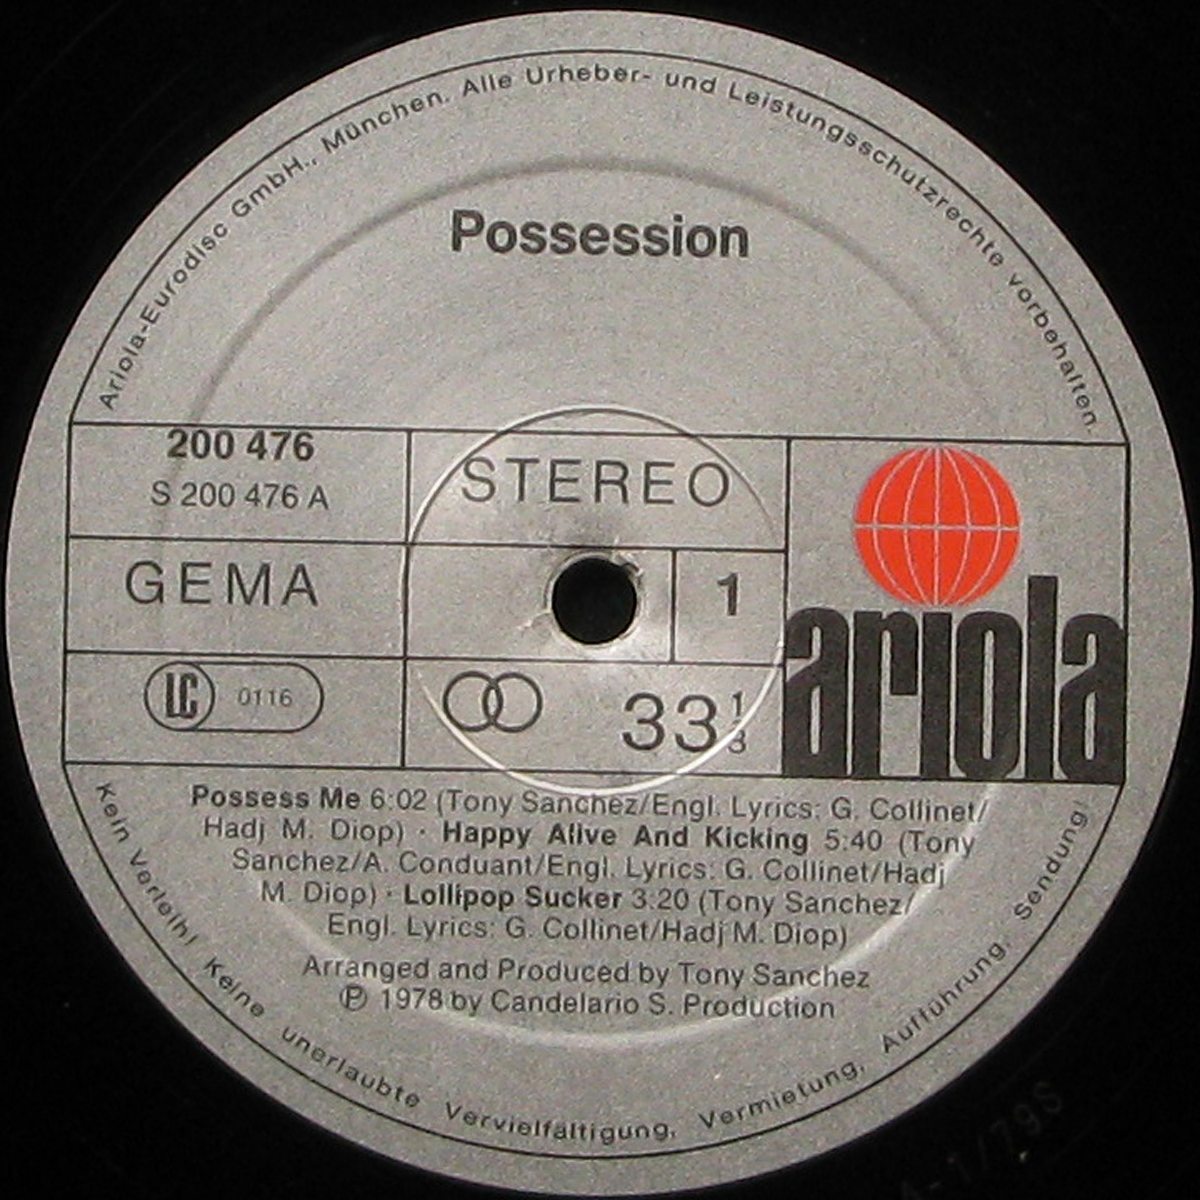 Ariola-Eurodisc GmbH., München. Alle Urheber- und Leistungsschutzrechte vorbehalten.
Possession
200 476
S 200 476 A
STEREO
GEMA
1
LC 0116
33 1/3
ariola
Possess Me 6:02 (Tony Sanchez/Engl. Lyrics: G. Collinet/
Hadj M. Diop) · Happy Alive And Kicking 5:40 (Tony
Sanchez/A. Conduant/Engl. Lyrics: G. Collinet/Hadj
M. Diop) · Lollipop Sucker 3:20 (Tony Sanchez/
Engl. Lyrics: G. Collinet/Hadj M. Diop)
Arranged and Produced by Tony Sanchez
℗ 1978 by Candelario S. Production
Kein Verleih! Keine unerlaubte Vervielfältigung, Vermietung, Aufführung, Sendung!